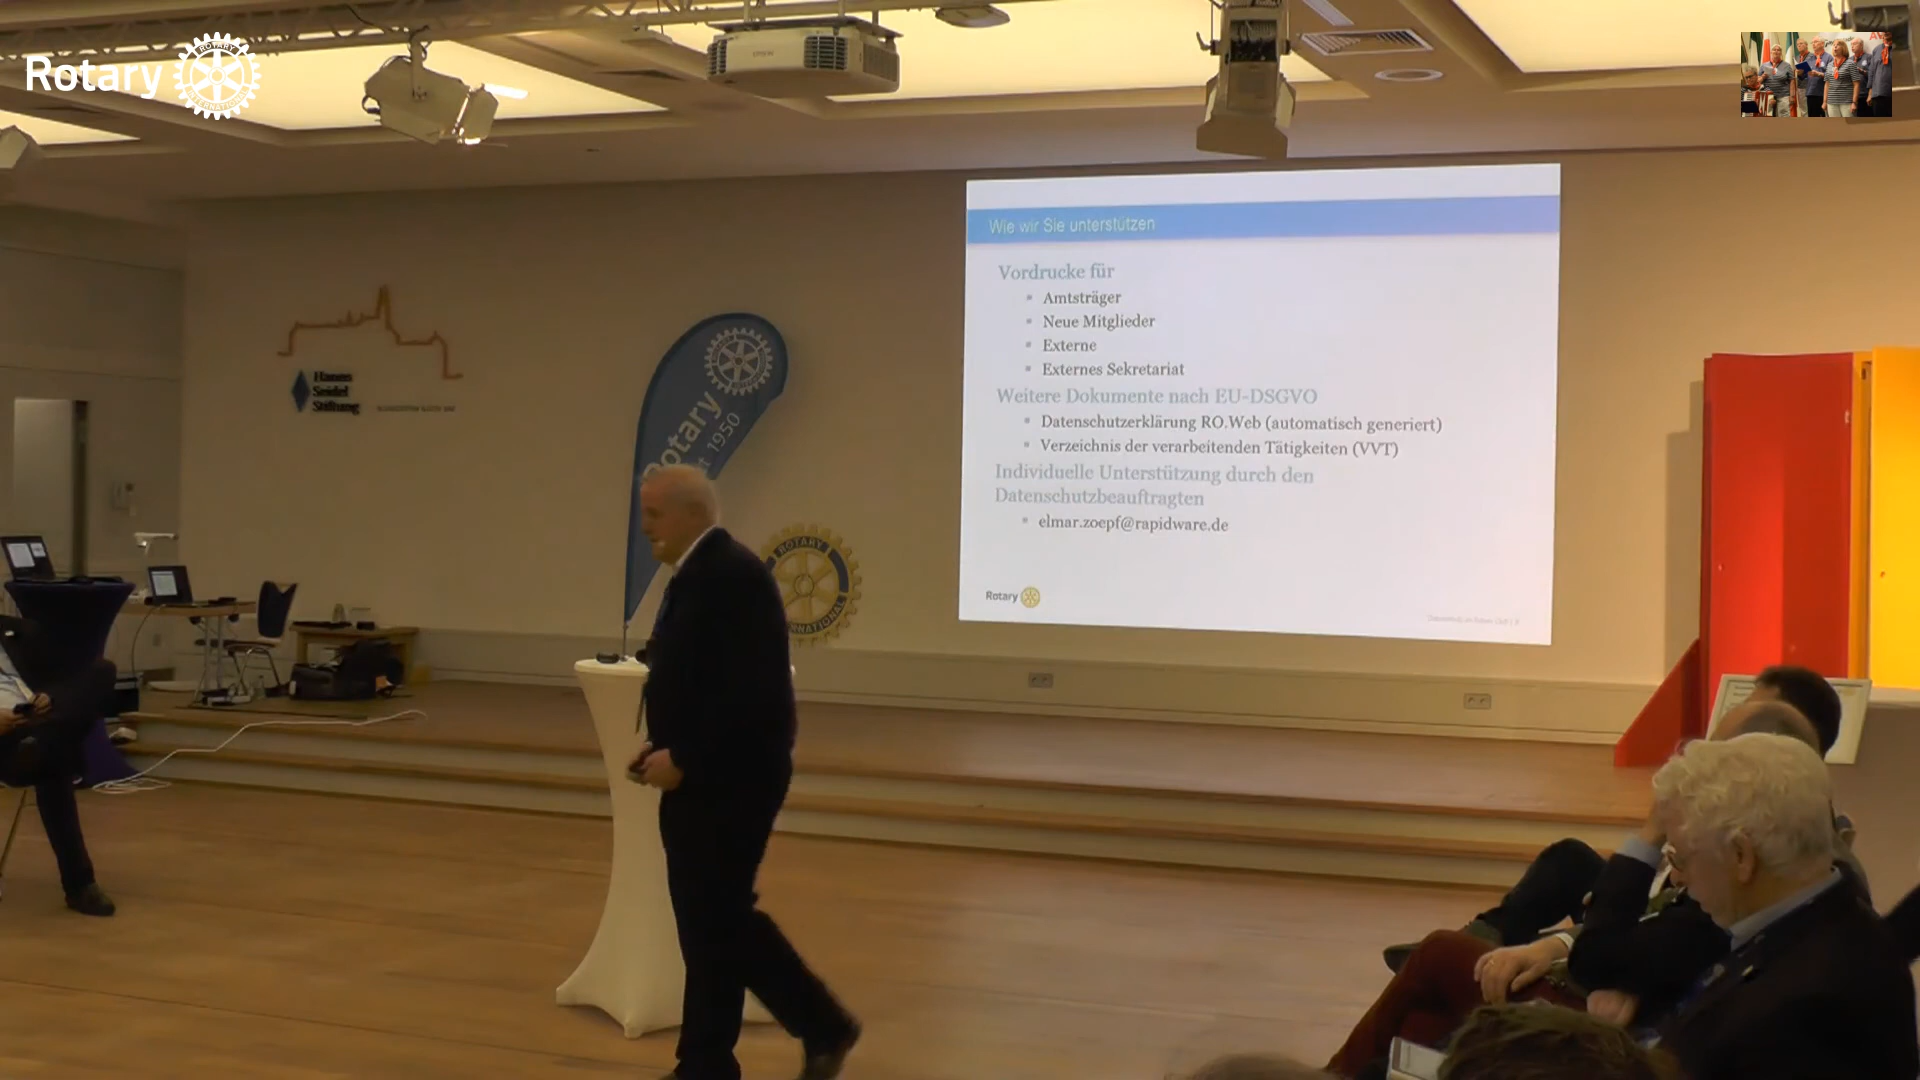 Rotary
ROTARY
INTERNATIONAL
EPSON
Wie wir Sie unterstützen
Vordrucke für
Amtsträger
Neue Mitglieder
Externe
Externes Sekretariat
Weitere Dokumente nach EU-DSGVO
Datenschutzerklärung RO.Web (automatisch generiert)
Verzeichnis der verarbeitenden Tätigkeiten (VVT)
Individuelle Unterstützung durch den
Datenschutzbeauftragten
elmar.zoepf@rapidware.de
Rotary
Hanns
Seidel
Stiftung
Rotary
1950
ROTARY